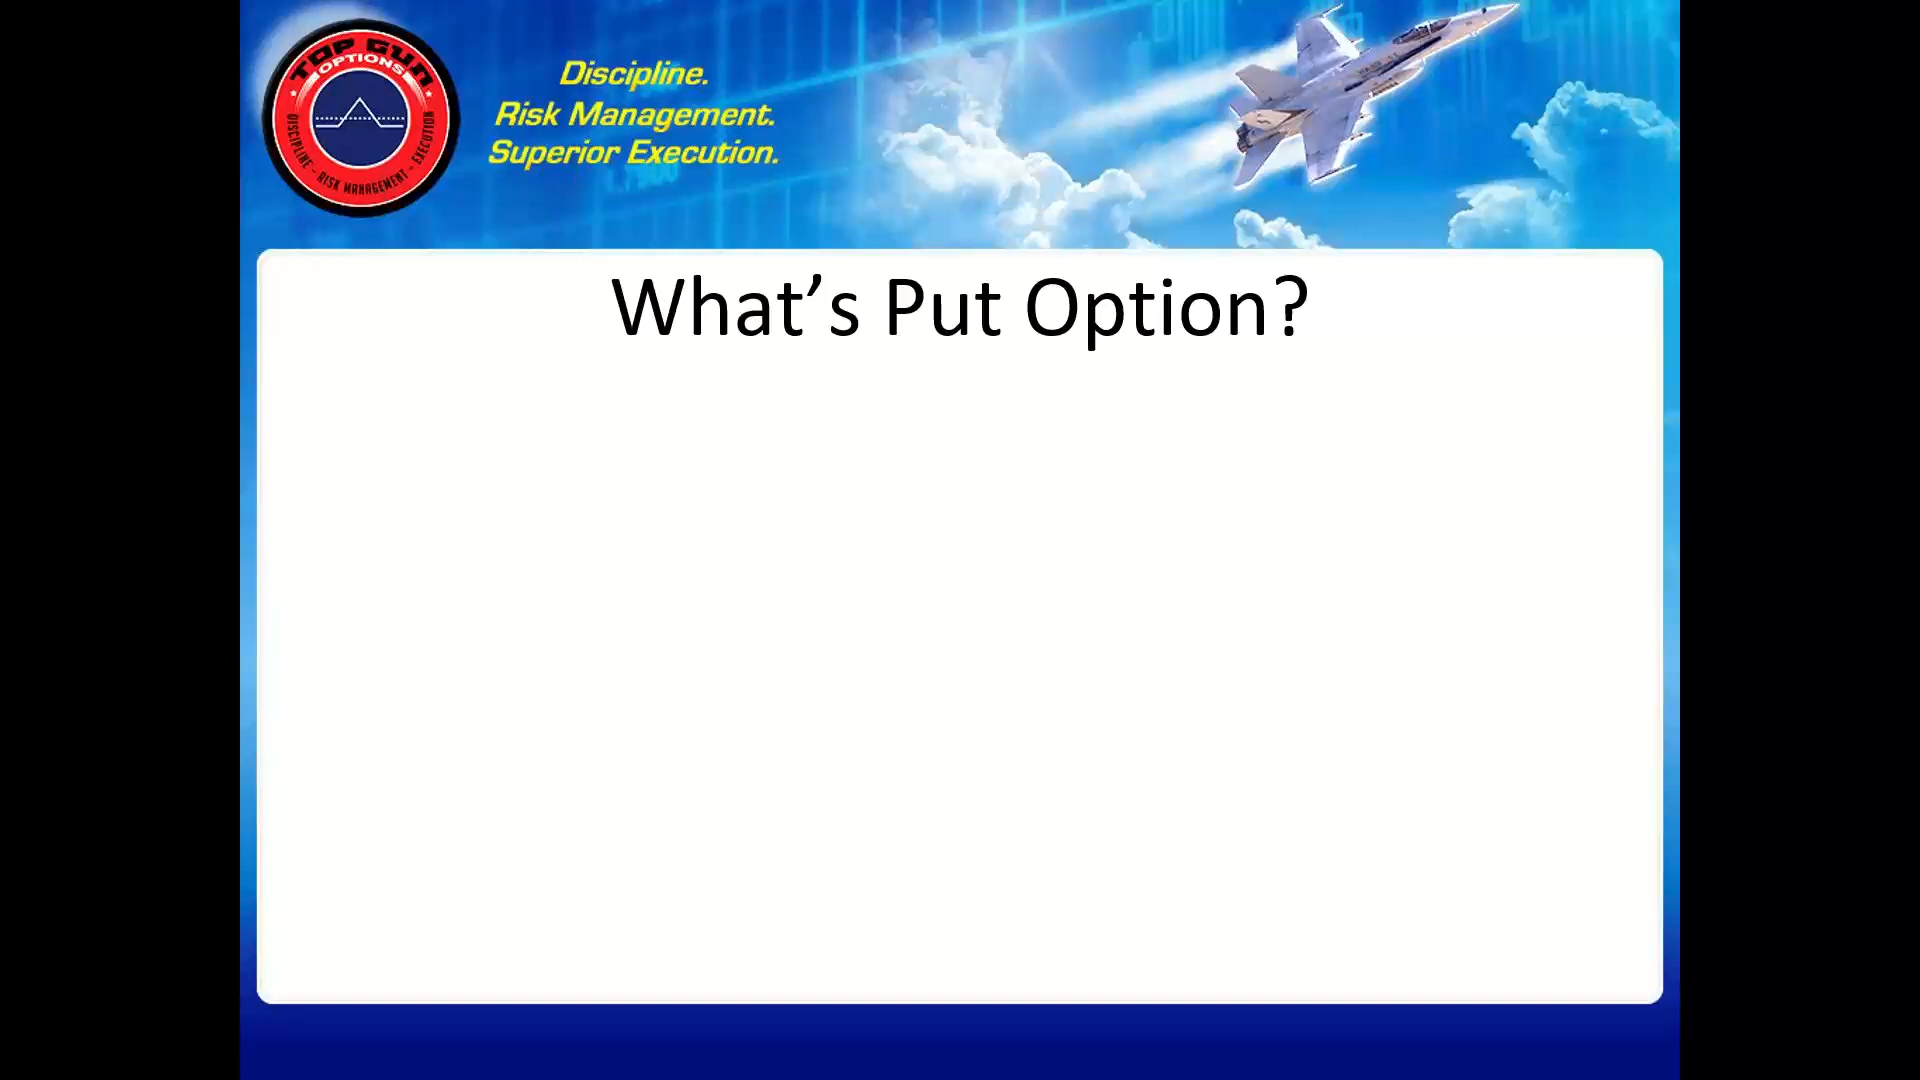 TOP GUN
OPTIONS
DISCIPLINE - RISK MANAGEMENT - EXECUTION
Discipline.
Risk Management.
Superior Execution.
What’s Put Option?